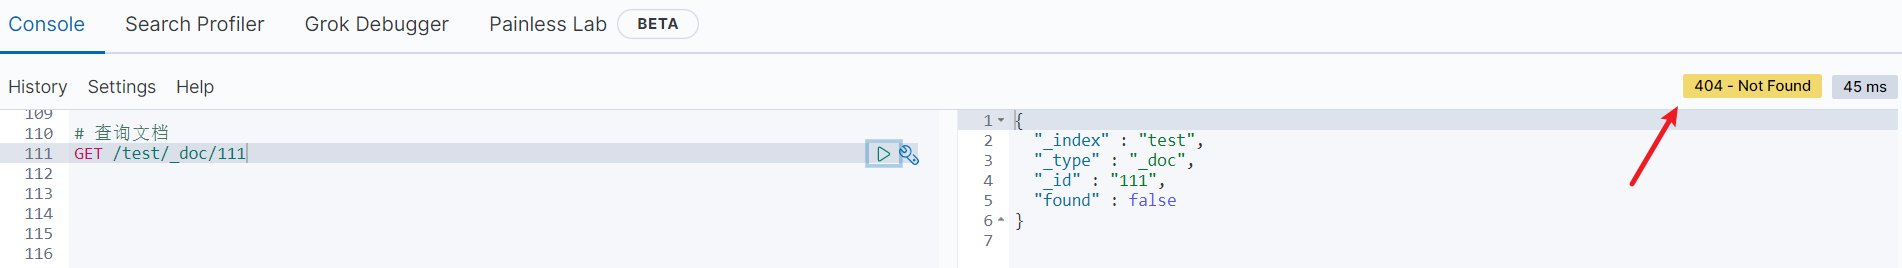 Console Search Profiler Grok Debugger Painless Lab BETA
History Settings Help 404 - Not Found 45 ms
109
110 # 查询文档
111 GET /test/_doc/111
112
113
114
115
116
1 {
2 "_index" : "test",
3 "_type" : "_doc",
4 "_id" : "111",
5 "found" : false
6 }
7